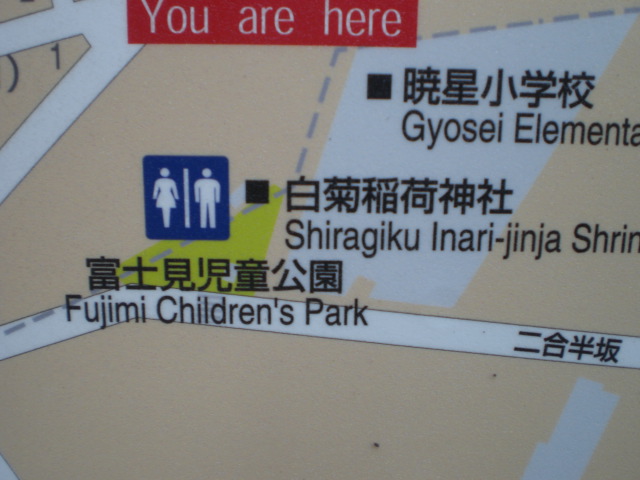 You are here
1
暁星小学校
Gyosei Elementa
白菊稲荷神社
Shiragiku Inari-jinja Shrin
富士見児童公園
Fujimi Children's Park
二合半坂